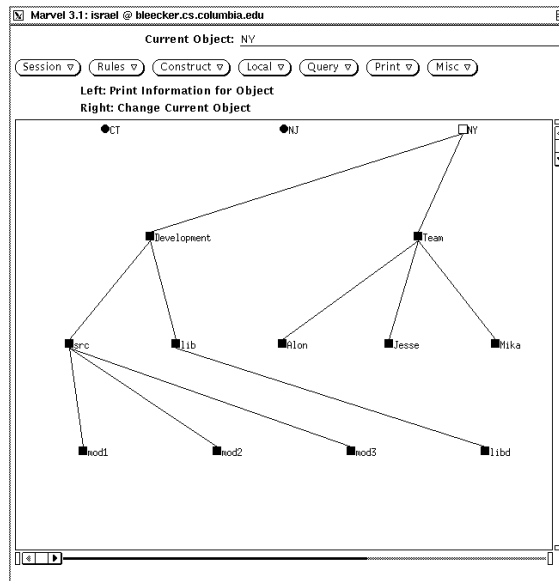 Marvel 3.1: israel @ bleecker.cs.columbia.edu
Current Object: NY
Session Rules Construct Local Query Print Misc
Left: Print Information for Object
Right: Change Current Object
CT NJ NY
Development Team
src lib Alon Jesse Mika
mod1 mod2 mod3 libd